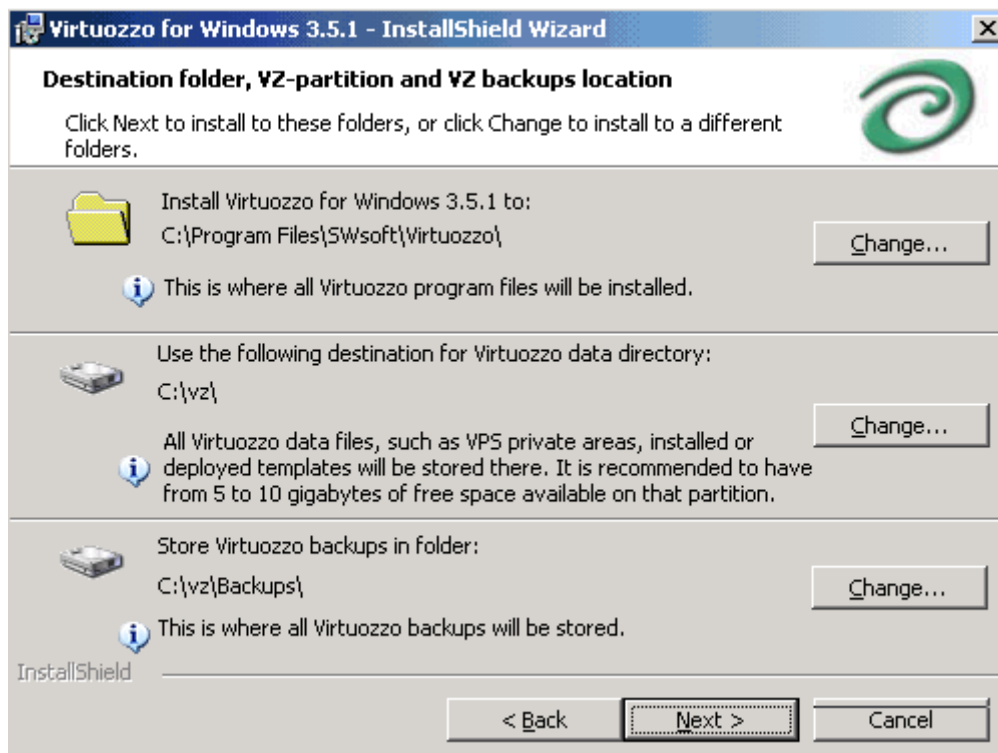 Virtuozzo for Windows 3.5.1 - InstallShield Wizard
Destination folder, VZ-partition and VZ backups location
Click Next to install to these folders, or click Change to install to a different
folders.
Install Virtuozzo for Windows 3.5.1 to:
C:\Program Files\SWsoft\Virtuozzo\
Change...
This is where all Virtuozzo program files will be installed.
Use the following destination for Virtuozzo data directory:
C:\vz\
Change...
All Virtuozzo data files, such as VPS private areas, installed or
deployed templates will be stored there. It is recommended to have
from 5 to 10 gigabytes of free space available on that partition.
Store Virtuozzo backups in folder:
C:\vz\Backups\
Change...
This is where all Virtuozzo backups will be stored.
InstallShield
< Back Next > Cancel